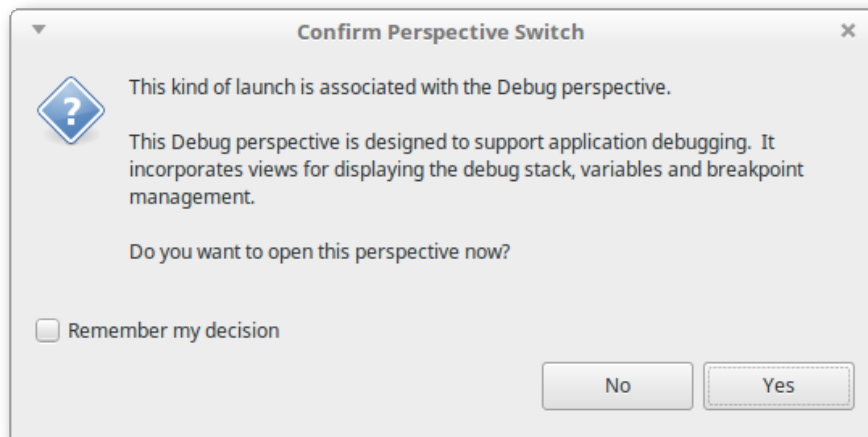 Confirm Perspective Switch
This kind of launch is associated with the Debug perspective.
This Debug perspective is designed to support application debugging.  It
incorporates views for displaying the debug stack, variables and breakpoint
management.
Do you want to open this perspective now?
Remember my decision
No
Yes